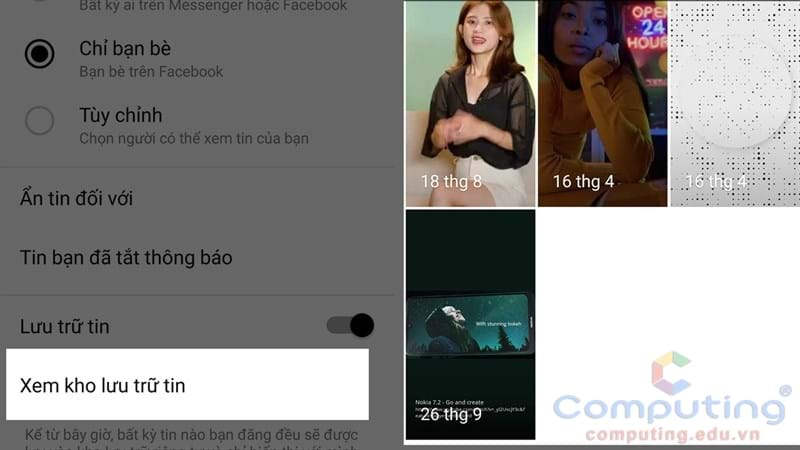 Bất kỳ ai trên Messenger hoặc Facebook
Chỉ bạn bè
Bạn bè trên Facebook
Tùy chỉnh
Chọn người có thể xem tin của bạn
Ẩn tin đối với
Tin bạn đã tắt thông báo
Lưu trữ tin
Xem kho lưu trữ tin
Kể từ bây giờ, bất kỳ tin nào bạn đăng đều sẽ được
OPEN
24
HOURS
18 thg 8
16 thg 4
16 thg 4
With stunning bokeh
Nokia 7.2 - Go and create
26 thg 9
Computing®
computing.edu.vn